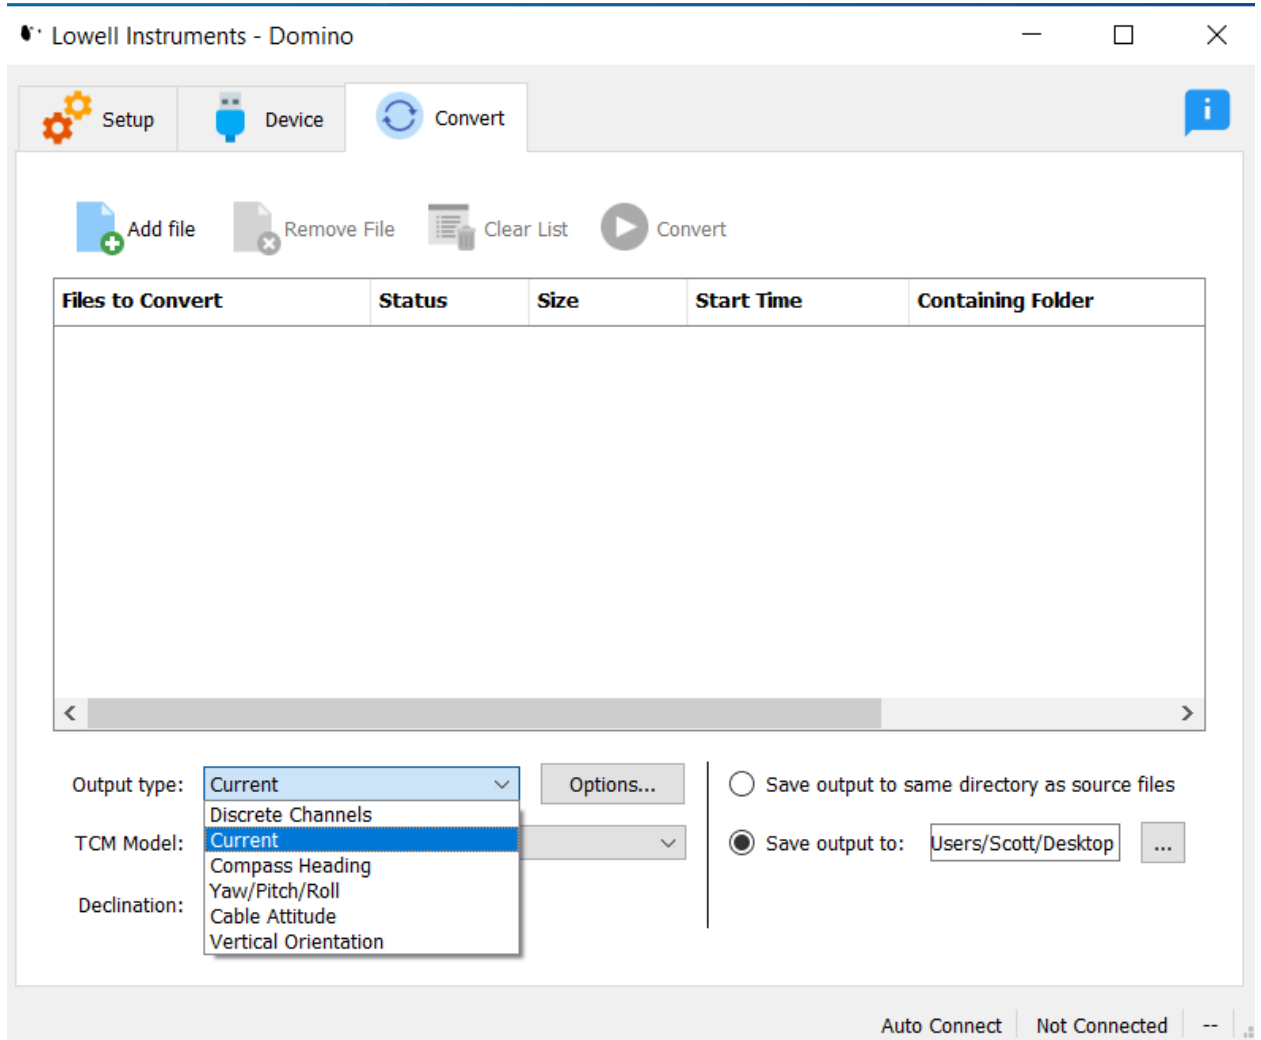 Lowell Instruments - Domino
Setup
Device
Convert
i
Add file
Remove File
Clear List
Convert
Files to Convert
Status
Size
Start Time
Containing Folder
Output type:
Current
Options...
Save output to same directory as source files
Discrete Channels
TCM Model:
Current
Save output to:
Users/Scott/Desktop
...
Compass Heading
Yaw/Pitch/Roll
Declination:
Cable Attitude
Vertical Orientation
Auto Connect
Not Connected
--